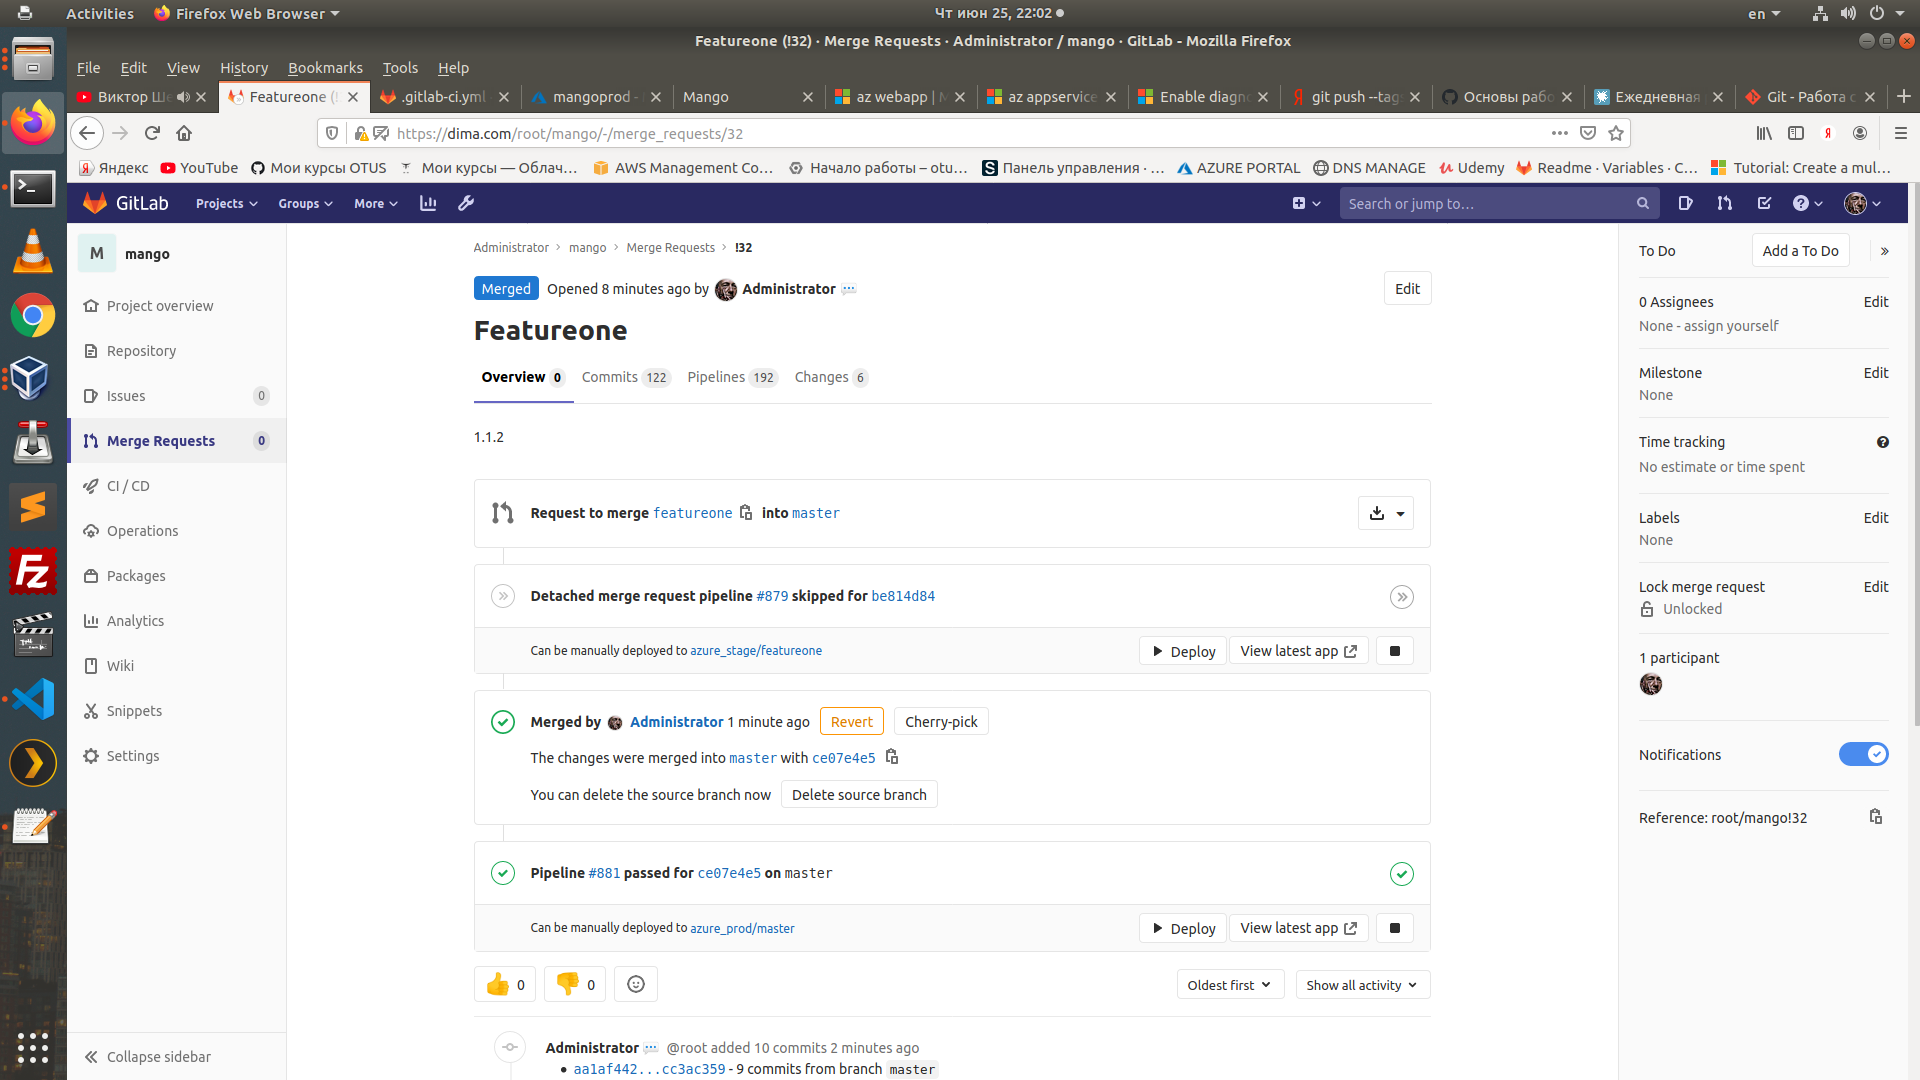 Activities
Firefox Web Browser
Чт июн 25, 22:02
en
Featureone (!32) · Merge Requests · Administrator / mango · GitLab - Mozilla Firefox
File Edit View History Bookmarks Tools Help
Виктор Ше
Featureone (!
.gitlab-ci.yml
mangoprod -
Mango
az webapp | M
az appservice
Enable diagn
git push --tag
Основы рабо
Ежедневная
Git - Работа с
https://dima.com/root/mango/-/merge_requests/32
Яндекс
YouTube
Мои курсы OTUS
Мои курсы — Облач…
AWS Management Co…
Начало работы – otu…
Панель управления · …
AZURE PORTAL
DNS MANAGE
Udemy
Readme · Variables · C…
Tutorial: Create a mul…
GitLab
Projects
Groups
More
Search or jump to…
M mango
Project overview
Repository
Issues 0
Merge Requests 0
CI / CD
Operations
Packages
Analytics
Wiki
Snippets
Settings
Collapse sidebar
Administrator › mango › Merge Requests › !32
Merged Opened 8 minutes ago by Administrator
Edit
Featureone
Overview 0 Commits 122 Pipelines 192 Changes 6
1.1.2
Request to merge featureone into master
Detached merge request pipeline #879 skipped for be814d84
Can be manually deployed to azure_stage/featureone
Deploy View latest app
Merged by Administrator 1 minute ago Revert Cherry-pick
The changes were merged into master with ce07e4e5
You can delete the source branch now Delete source branch
Pipeline #881 passed for ce07e4e5 on master
Can be manually deployed to azure_prod/master
Deploy View latest app
0 0
Oldest first Show all activity
Administrator @root added 10 commits 2 minutes ago
aa1af442...cc3ac359 - 9 commits from branch master
To Do Add a To Do
0 Assignees Edit
None - assign yourself
Milestone Edit
None
Time tracking
No estimate or time spent
Labels Edit
None
Lock merge request Edit
Unlocked
1 participant
Notifications
Reference: root/mango!32